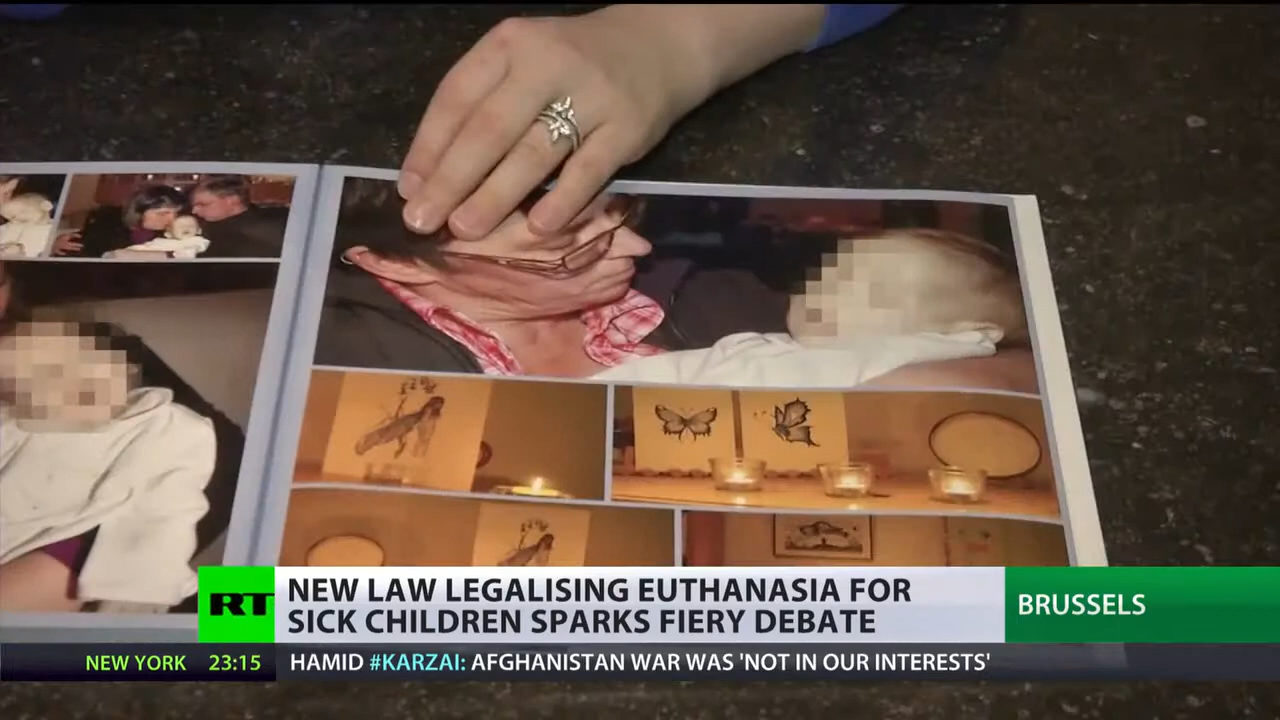 RT
NEW LAW LEGALISING EUTHANASIA FOR
SICK CHILDREN SPARKS FIERY DEBATE
BRUSSELS
NEW YORK 23:15
HAMID #KARZAI: AFGHANISTAN WAR WAS 'NOT IN OUR INTERESTS'